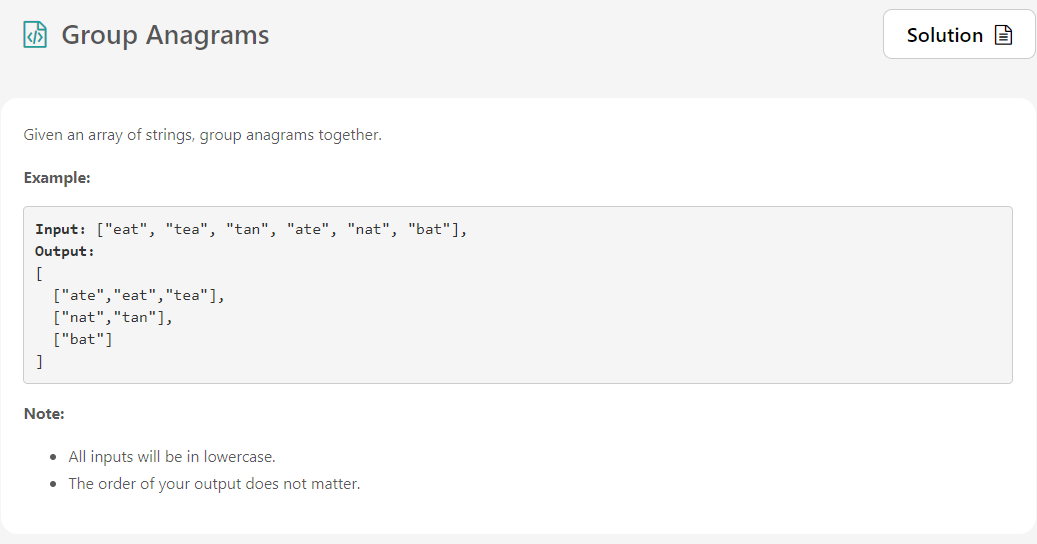 Group Anagrams
Solution
Given an array of strings, group anagrams together.
Example:
Input: ["eat", "tea", "tan", "ate", "nat", "bat"],
Output:
[
  ["ate","eat","tea"],
  ["nat","tan"],
  ["bat"]
]
Note:
All inputs will be in lowercase.
The order of your output does not matter.